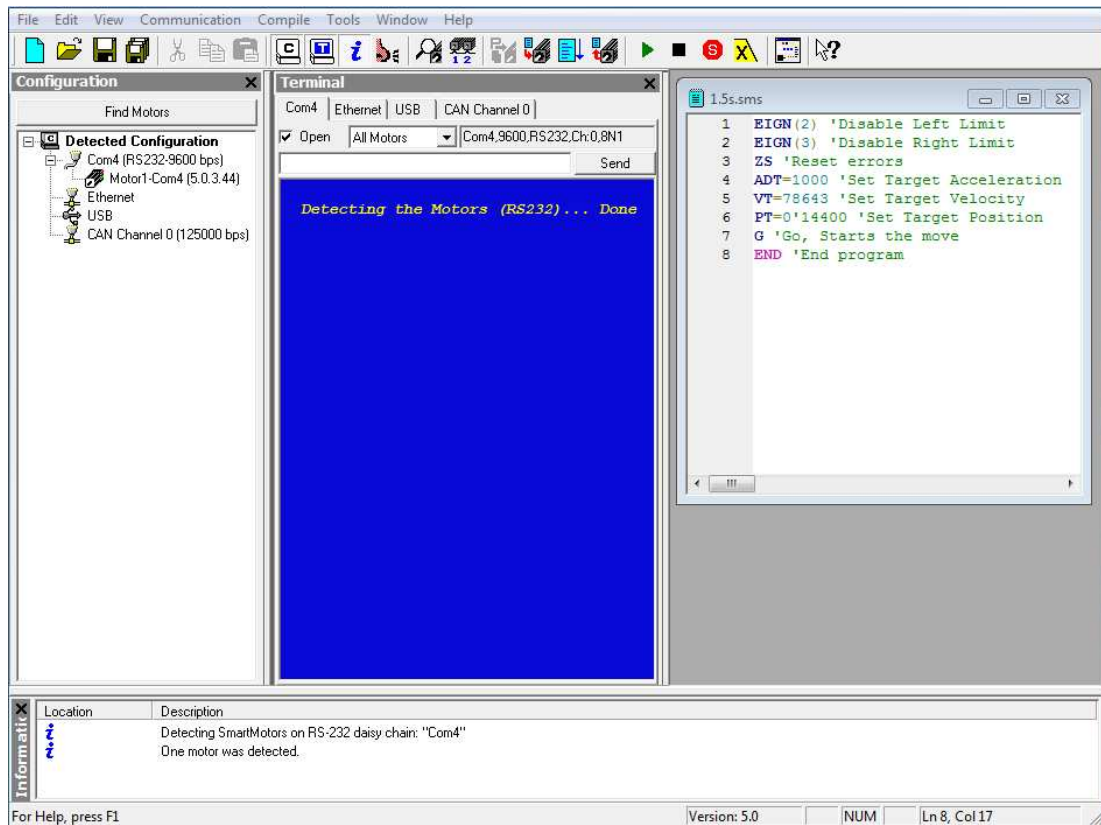 File Edit View Communication Compile Tools Window Help
Configuration
Find Motors
Detected Configuration
Com4 (RS232-9600 bps)
Motor1-Com4 (5.0.3.44)
Ethernet
USB
CAN Channel 0 (125000 bps)
Terminal
Com4 Ethernet USB CAN Channel 0
Open All Motors Com4,9600,RS232,Ch:0,8N1
Send
Detecting the Motors (RS232)... Done
1.5s.sms
1 EIGN(2) 'Disable Left Limit
2 EIGN(3) 'Disable Right Limit
3 ZS 'Reset errors
4 ADT=1000 'Set Target Acceleration
5 VT=78643 'Set Target Velocity
6 PT=0'14400 'Set Target Position
7 G 'Go, Starts the move
8 END 'End program
Informatic
Location Description
Detecting SmartMotors on RS-232 daisy chain: "Com4"
One motor was detected.
For Help, press F1 Version: 5.0 NUM Ln 8, Col 17